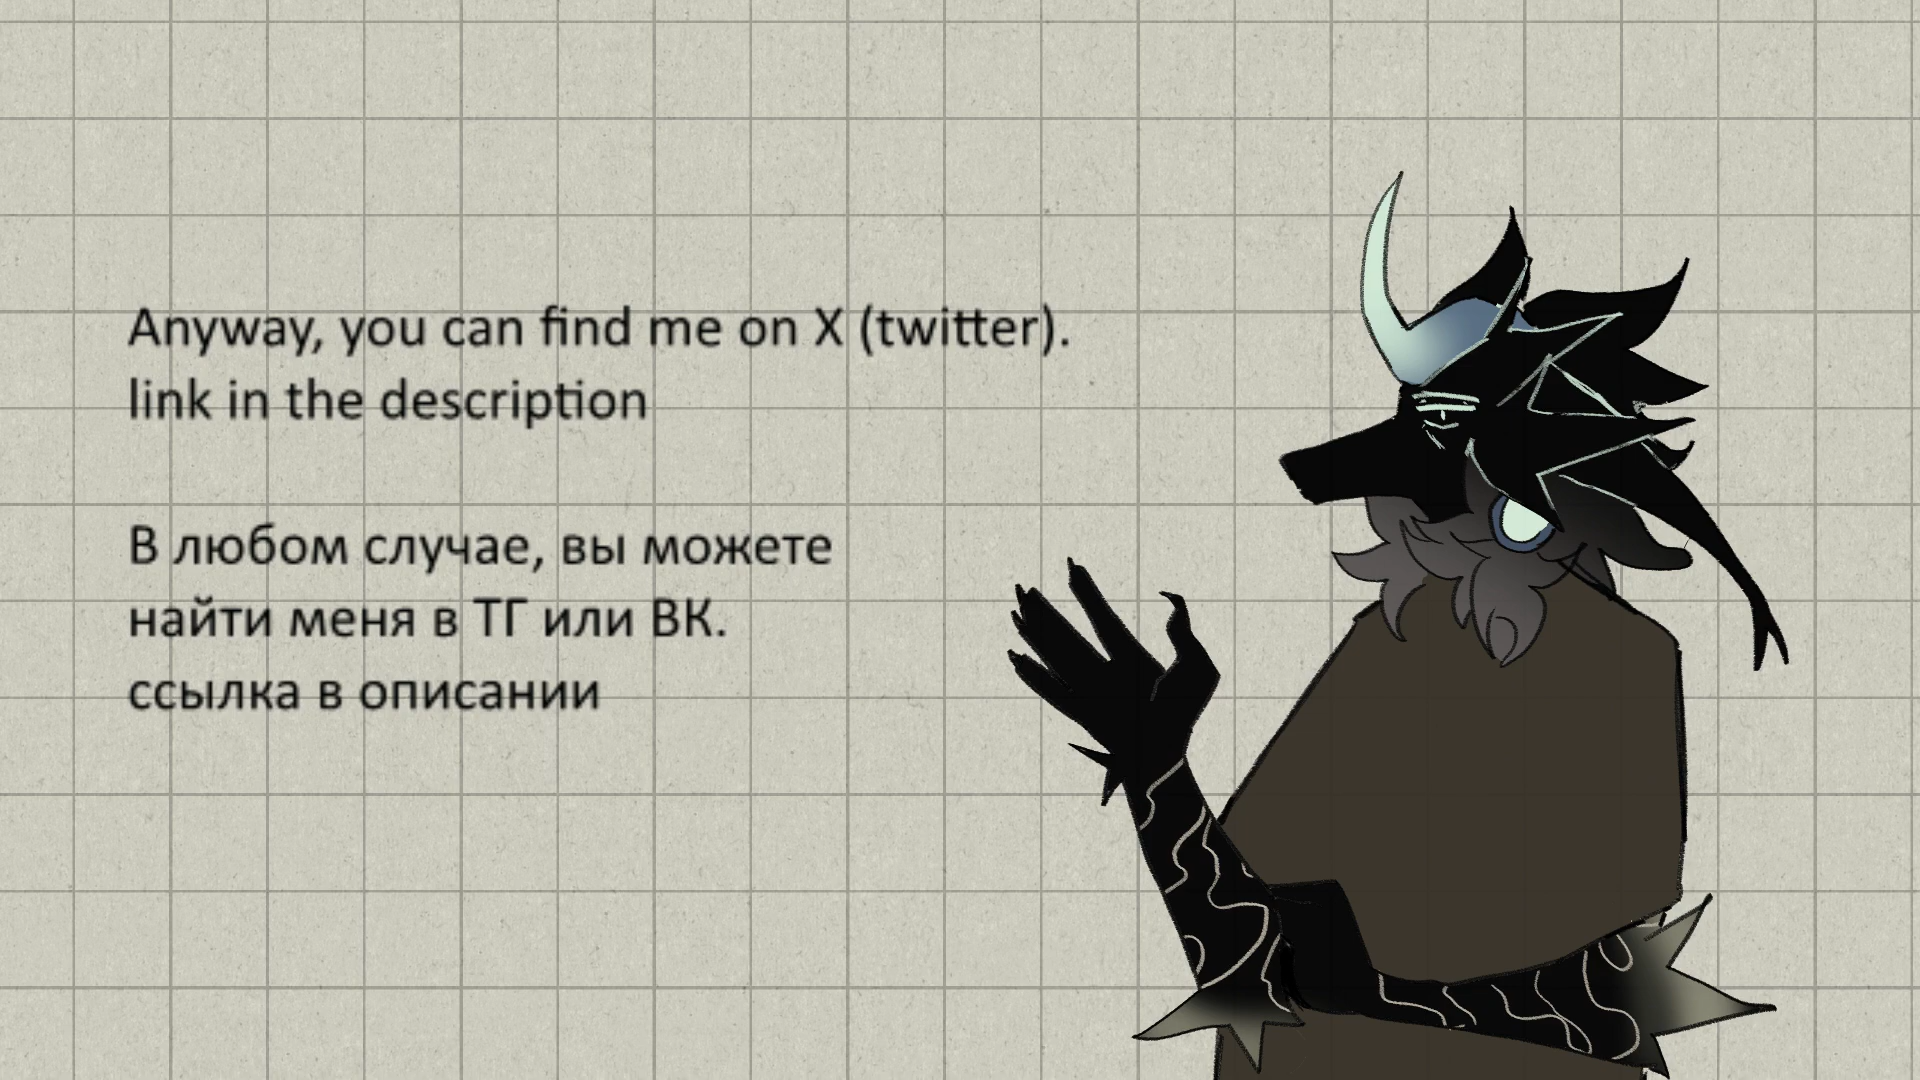 Anyway, you can find me on X (twitter).
link in the description
В любом случае, вы можете
найти меня в ТГ или ВК.
ссылка в описании